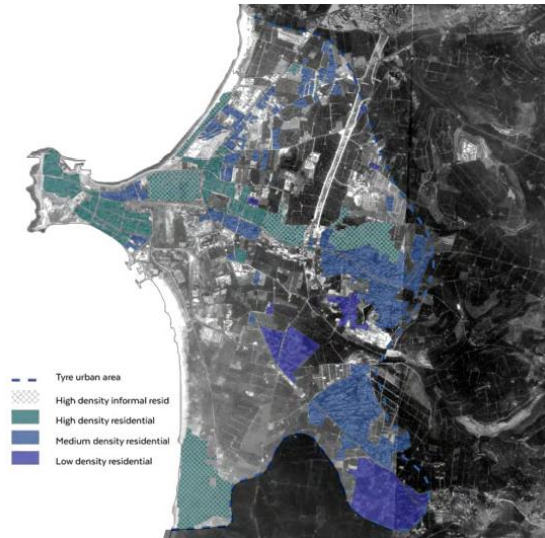 Tyre urban area
High density informal resid
High density residential
Medium density residential
Low density residential